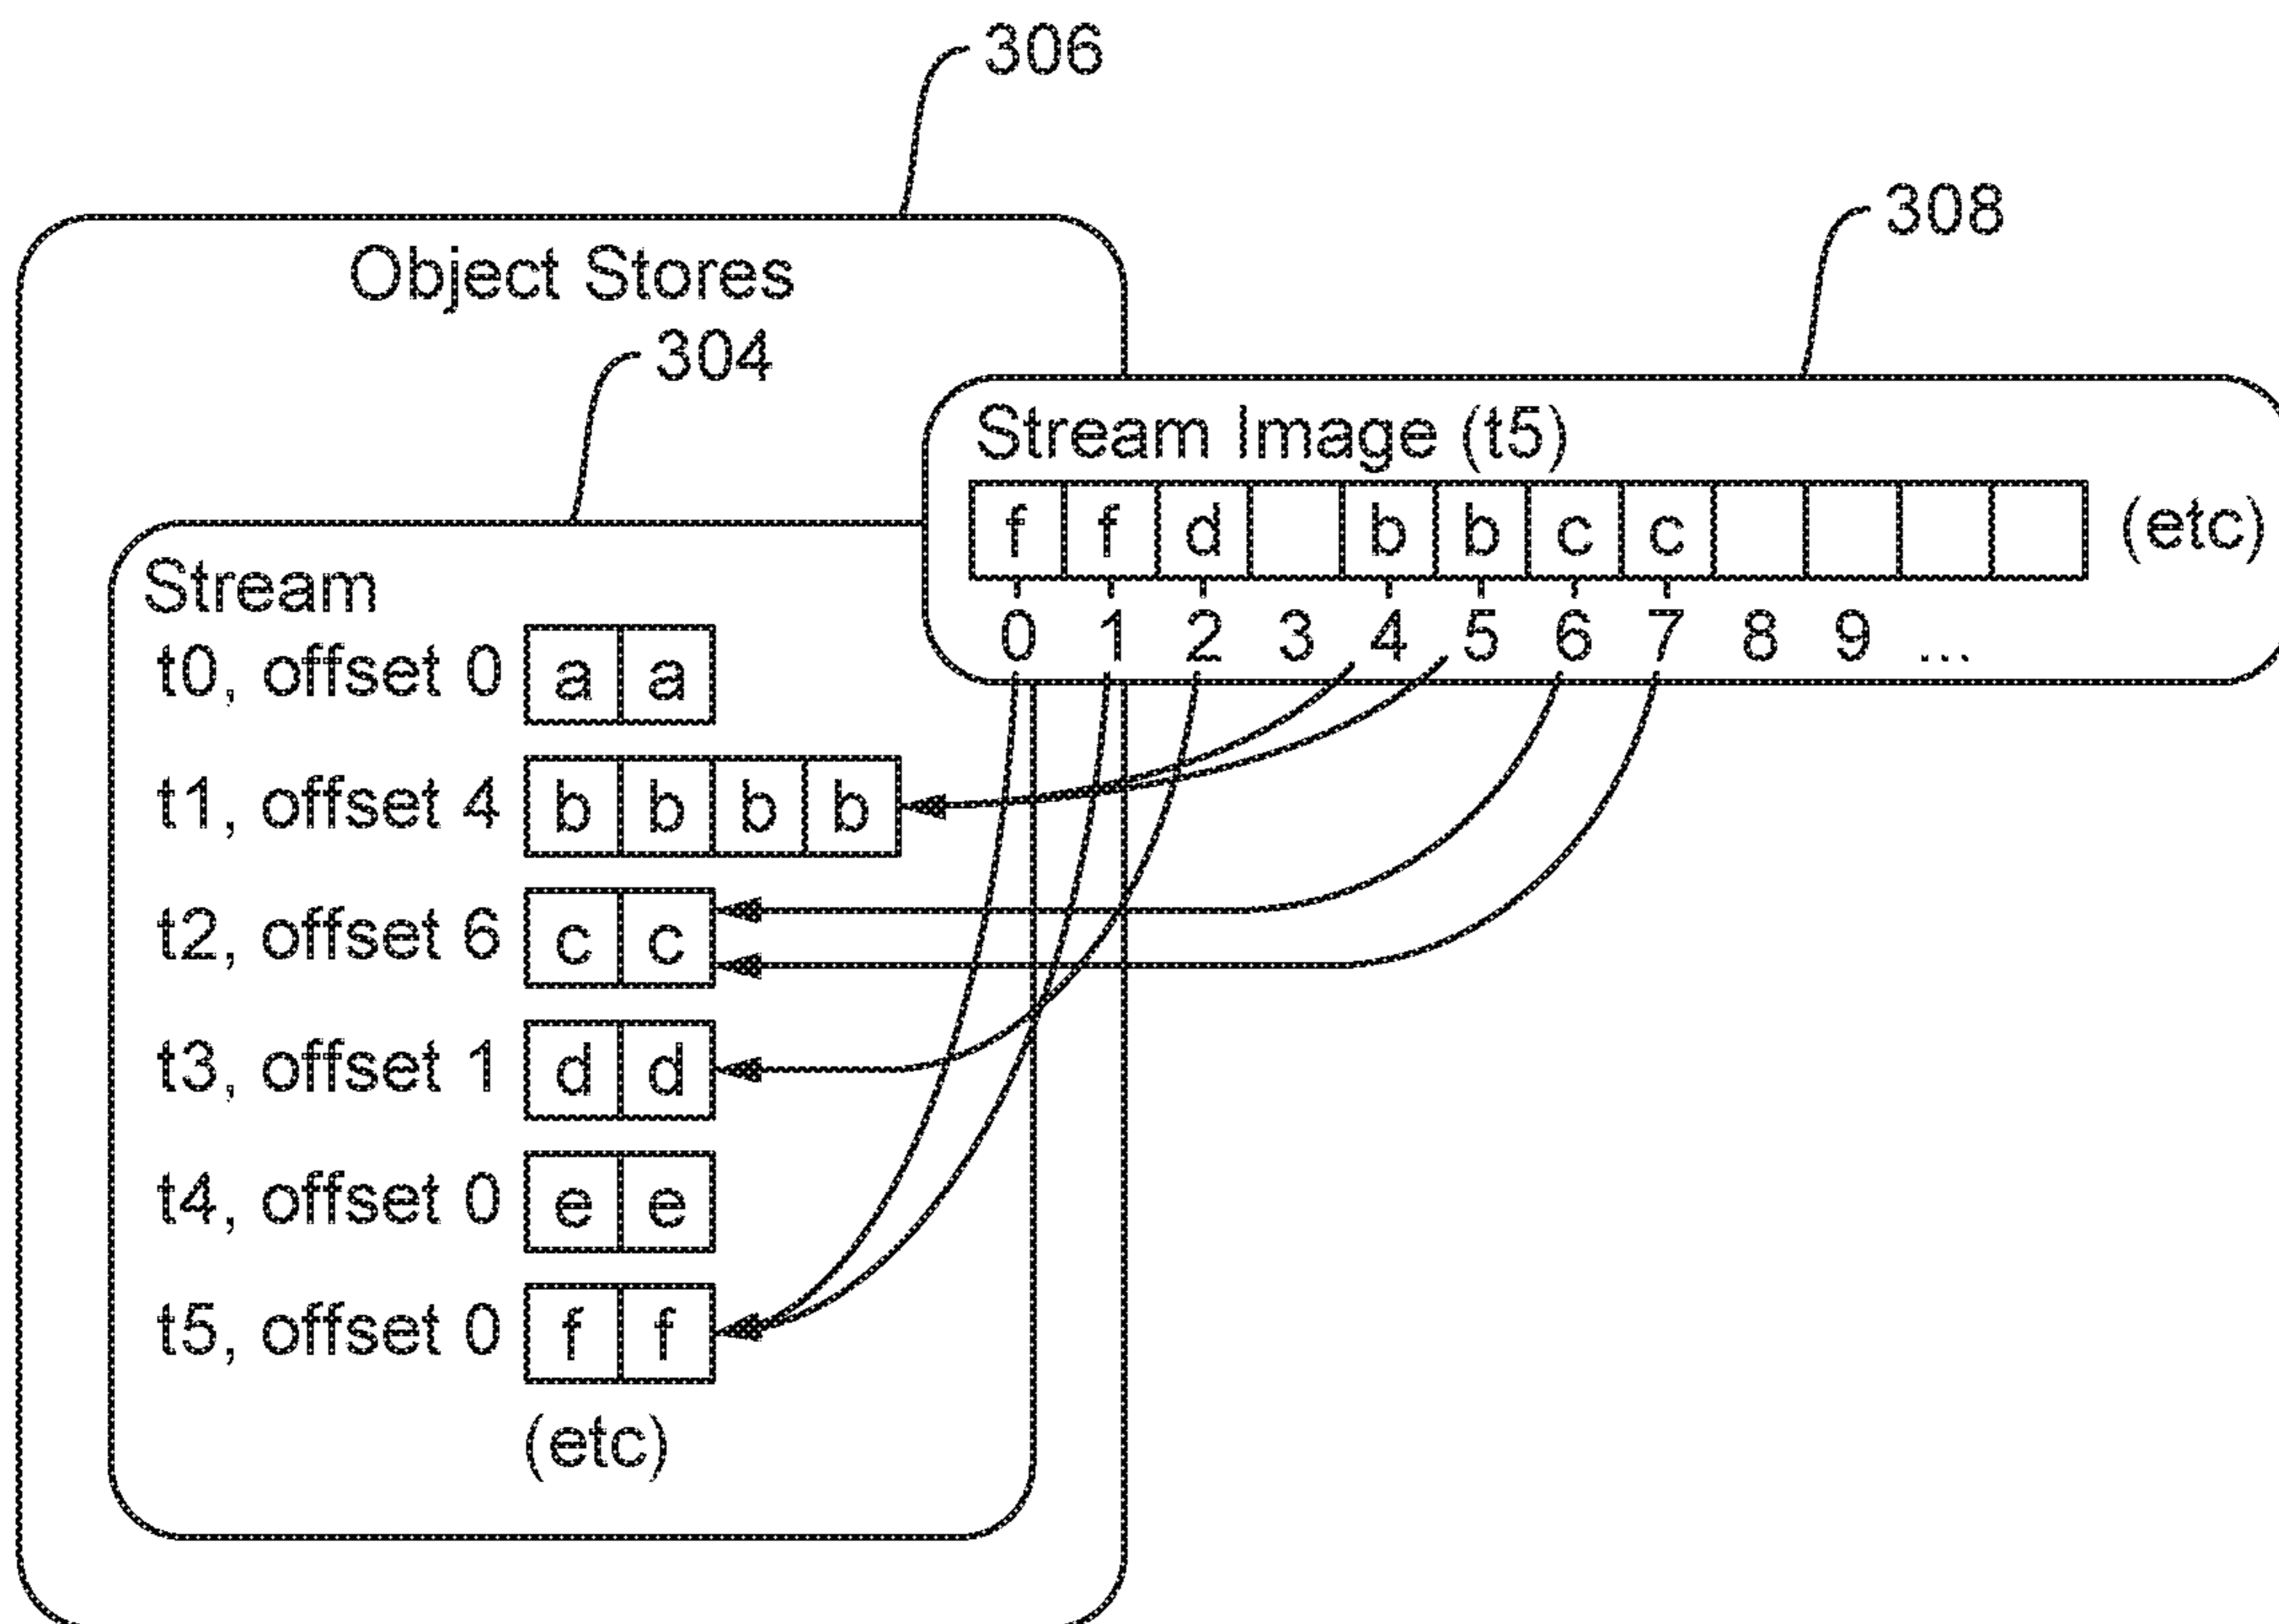 306
308
Object Stores
304
Stream Image (t5)
f f d b b c c (etc)
0 1 2 3 4 5 6 7 8 9 ...
Stream
t0, offset 0 a a
t1, offset 4 b b b b
t2, offset 6 c c
t3, offset 1 d d
t4, offset 0 e e
t5, offset 0 f f
(etc)